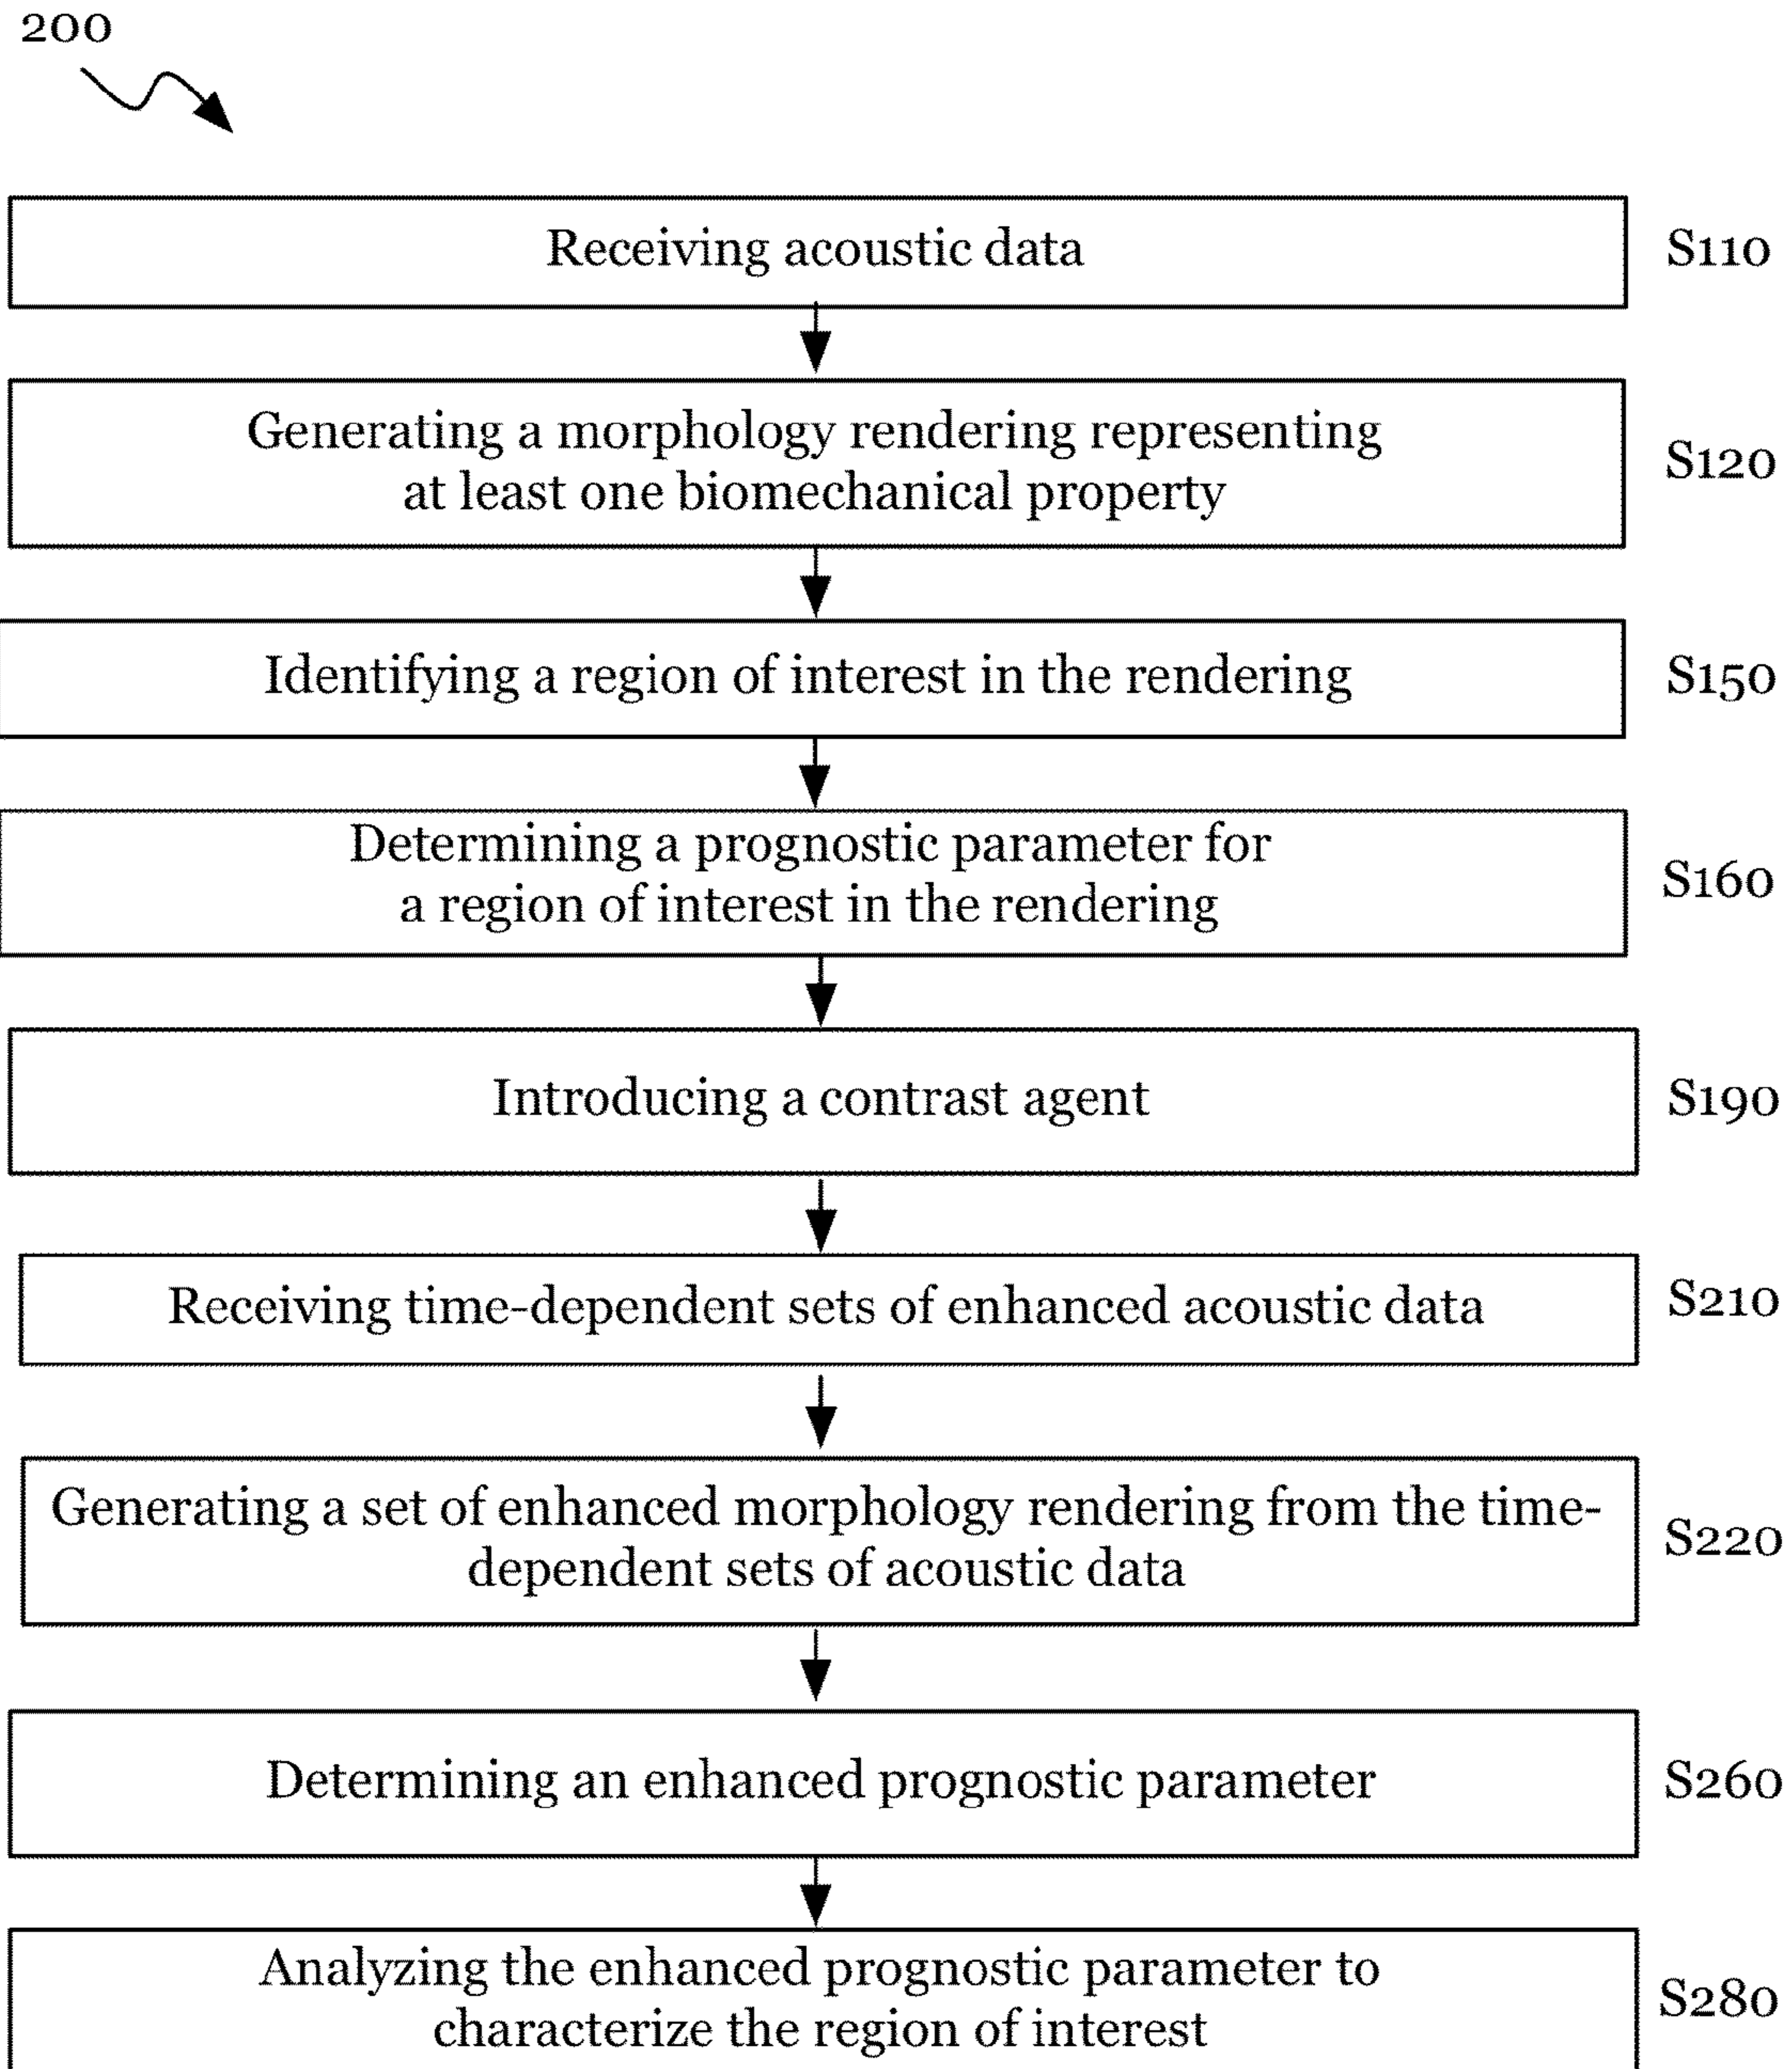 200
Receiving acoustic data
S110
Generating a morphology rendering representing
at least one biomechanical property
S120
Identifying a region of interest in the rendering
S150
Determining a prognostic parameter for
a region of interest in the rendering
S160
Introducing a contrast agent
S190
Receiving time-dependent sets of enhanced acoustic data
S210
Generating a set of enhanced morphology rendering from the time-
dependent sets of acoustic data
S220
Determining an enhanced prognostic parameter
S260
Analyzing the enhanced prognostic parameter to
characterize the region of interest
S280